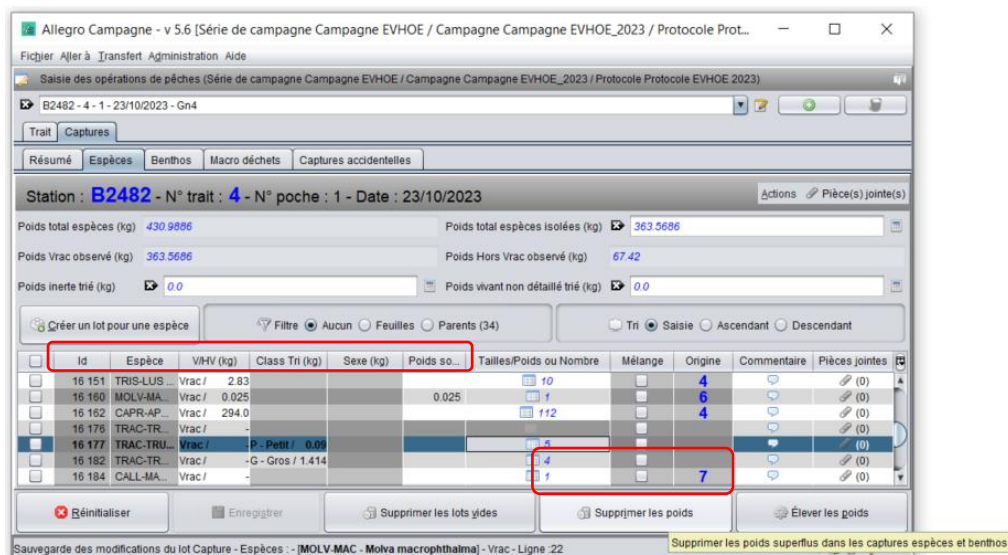 Allegro Campagne - v 5.6 [Série de campagne Campagne EVHOE / Campagne Campagne EVHOE_2023 / Protocole Prot...
Fichier Aller à Transfert Administration Aide
Saisie des opérations de pêches (Série de campagne Campagne EVHOE / Campagne Campagne EVHOE_2023 / Protocole Protocole EVHOE 2023)
B2482 - 4 - 1 - 23/10/2023 - Gn4
Trait Captures
Résumé Espèces Benthos Macro déchets Captures accidentelles
Station : B2482 - N° trait : 4 - N° poche : 1 - Date : 23/10/2023 Actions Pièce(s) jointe(s)
Poids total espèces (kg) 430.9886 Poids total espèces isolées (kg) 363.5686
Poids Vrac observé (kg) 363.5686 Poids Hors Vrac observé (kg) 67.42
Poids inerte trié (kg) 0.0 Poids vivant non détaillé trié (kg) 0.0
Créer un lot pour une espèce Filtre Aucun Feuilles Parents (34) Tri Saisie Ascendant Descendant
Id Espèce V/HV (kg) Class Tri (kg) Sexe (kg) Poids so... Tailles/Poids ou Nombre Mélange Origine Commentaire Pièces jointes
16 151 TRIS-LUS ... Vrac / 2.83 10 4 (0)
16 160 MOLV-MA... Vrac / 0.025 0.025 1 6 (0)
16 162 CAPR-AP... Vrac / 294.0 112 4 (0)
16 176 TRAC-TR... Vrac / - (0)
16 177 TRAC-TRU... Vrac / -P - Petit / 0.09 5 (0)
16 182 TRAC-TR... Vrac / -G - Gros / 1.414 4 (0)
16 184 CALL-MA... Vrac / - 1 7 (0)
Réinitialiser Enregistrer Supprimer les lots vides Supprimer les poids Élever les poids
Sauvegarde des modifications du lot Capture - Espèces : - [MOLV-MAC - Molva macrophthalma] - Vrac - Ligne :22
Supprimer les poids superflus dans les captures espèces et benthos